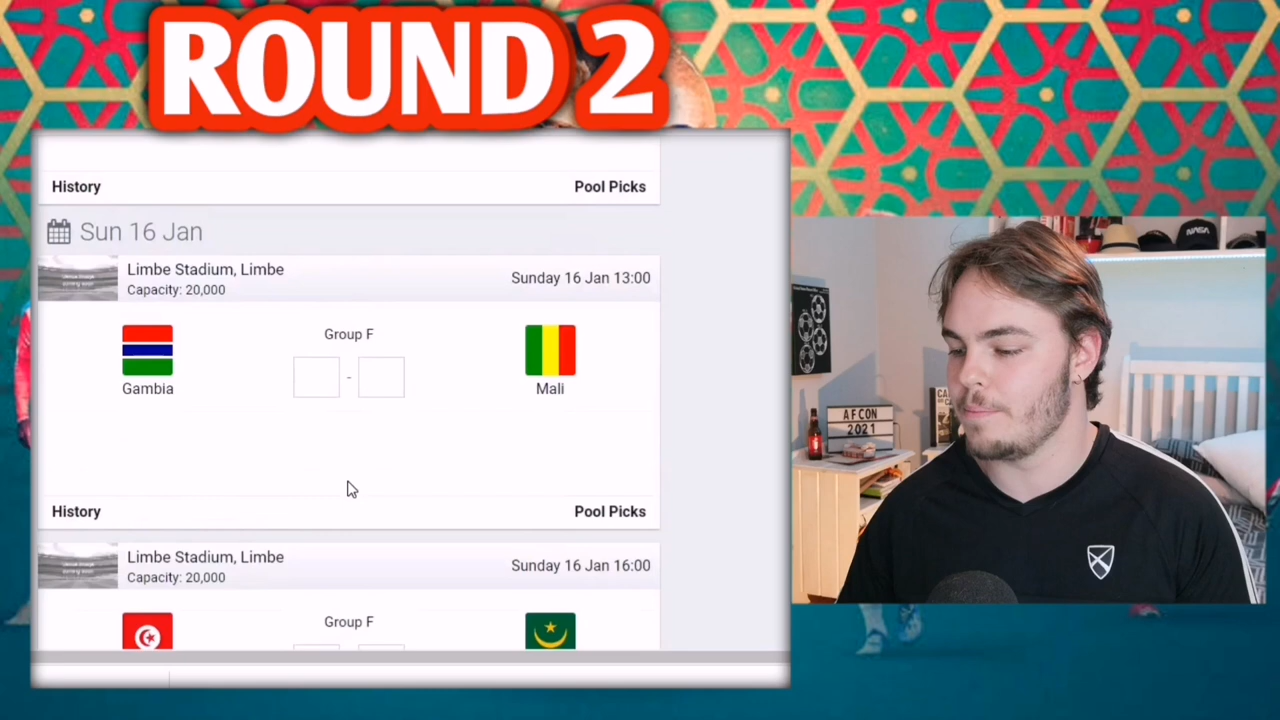 ROUND 2
History
Pool Picks
Sun 16 Jan
Limbe Stadium, Limbe
Capacity: 20,000
Sunday 16 Jan 13:00
Group F
-
Gambia
Mali
History
Pool Picks
Limbe Stadium, Limbe
Capacity: 20,000
Sunday 16 Jan 16:00
Group F
NASA
AFCON
2021